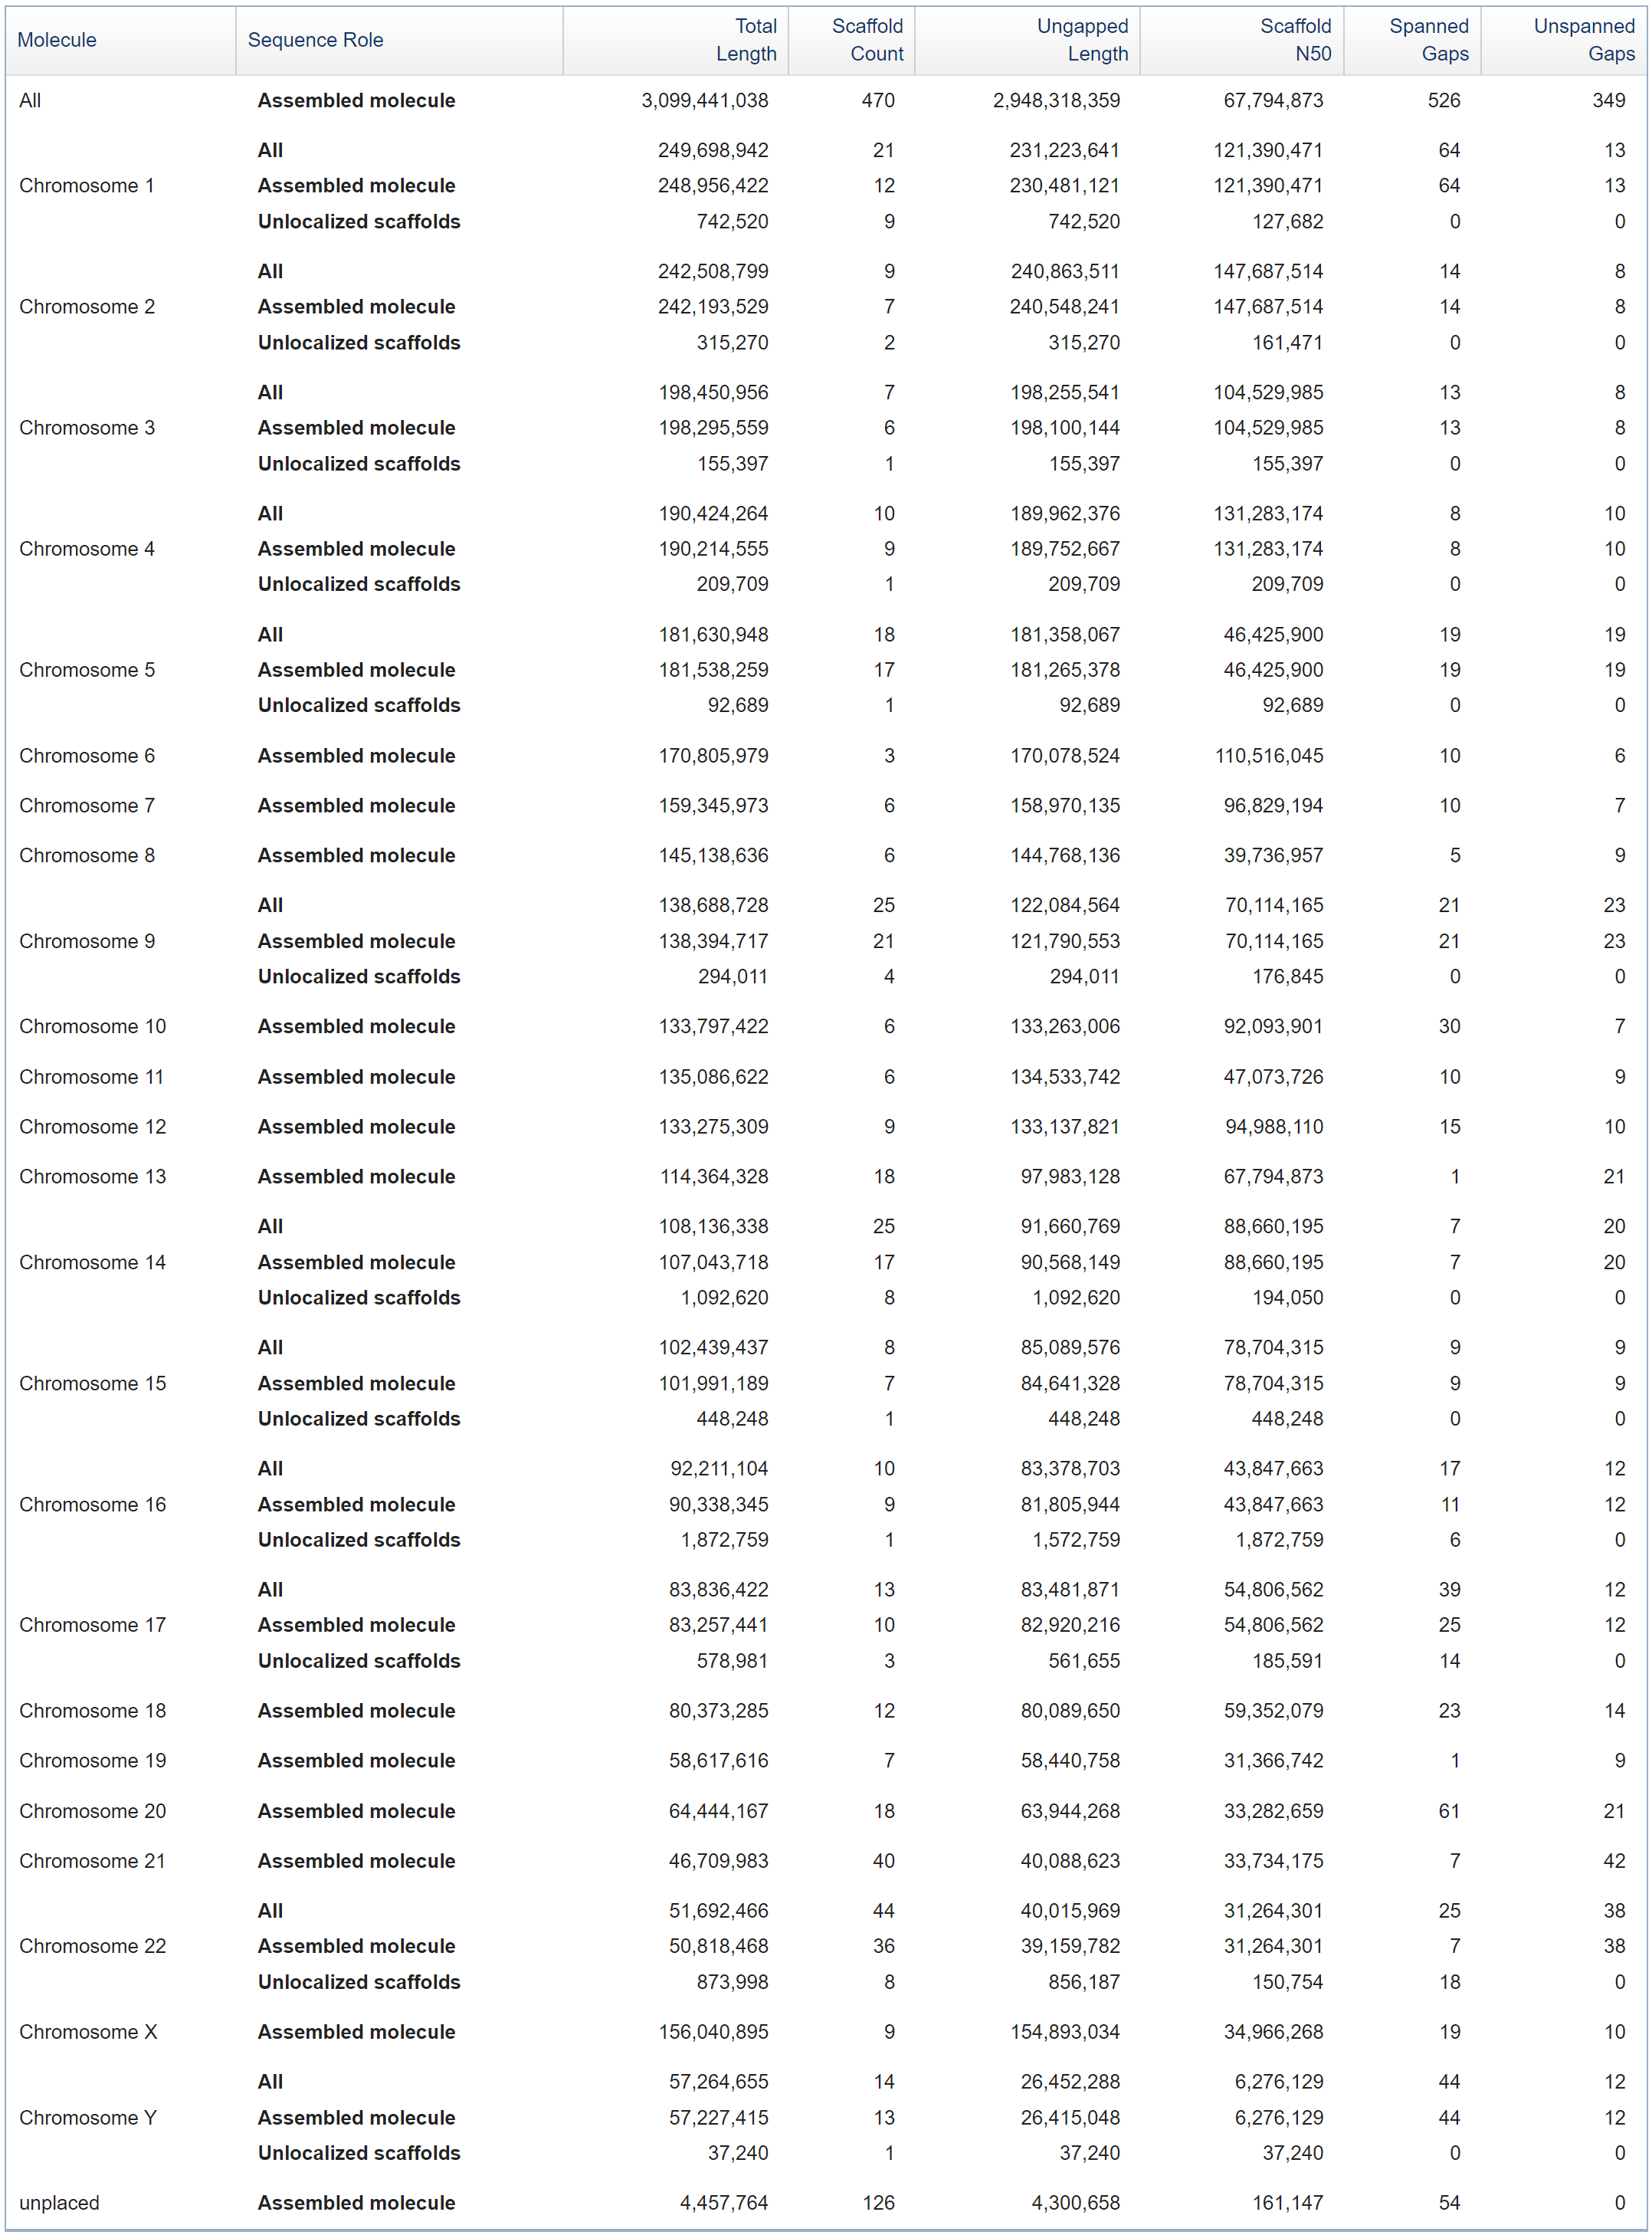 Molecule Sequence Role Total Length Scaffold Count Ungapped Length Scaffold N50 Spanned Gaps Unspanned Gaps
All Assembled molecule 3,099,441,038 470 2,948,318,359 67,794,873 526 349
All 249,698,942 21 231,223,641 121,390,471 64 13
Chromosome 1 Assembled molecule 248,956,422 12 230,481,121 121,390,471 64 13
Unlocalized scaffolds 742,520 9 742,520 127,682 0 0
All 242,508,799 9 240,863,511 147,687,514 14 8
Chromosome 2 Assembled molecule 242,193,529 7 240,548,241 147,687,514 14 8
Unlocalized scaffolds 315,270 2 315,270 161,471 0 0
All 198,450,956 7 198,255,541 104,529,985 13 8
Chromosome 3 Assembled molecule 198,295,559 6 198,100,144 104,529,985 13 8
Unlocalized scaffolds 155,397 1 155,397 155,397 0 0
All 190,424,264 10 189,962,376 131,283,174 8 10
Chromosome 4 Assembled molecule 190,214,555 9 189,752,667 131,283,174 8 10
Unlocalized scaffolds 209,709 1 209,709 209,709 0 0
All 181,630,948 18 181,358,067 46,425,900 19 19
Chromosome 5 Assembled molecule 181,538,259 17 181,265,378 46,425,900 19 19
Unlocalized scaffolds 92,689 1 92,689 92,689 0 0
Chromosome 6 Assembled molecule 170,805,979 3 170,078,524 110,516,045 10 6
Chromosome 7 Assembled molecule 159,345,973 6 158,970,135 96,829,194 10 7
Chromosome 8 Assembled molecule 145,138,636 6 144,768,136 39,736,957 5 9
All 138,688,728 25 122,084,564 70,114,165 21 23
Chromosome 9 Assembled molecule 138,394,717 21 121,790,553 70,114,165 21 23
Unlocalized scaffolds 294,011 4 294,011 176,845 0 0
Chromosome 10 Assembled molecule 133,797,422 6 133,263,006 92,093,901 30 7
Chromosome 11 Assembled molecule 135,086,622 6 134,533,742 47,073,726 10 9
Chromosome 12 Assembled molecule 133,275,309 9 133,137,821 94,988,110 15 10
Chromosome 13 Assembled molecule 114,364,328 18 97,983,128 67,794,873 1 21
All 108,136,338 25 91,660,769 88,660,195 7 20
Chromosome 14 Assembled molecule 107,043,718 17 90,568,149 88,660,195 7 20
Unlocalized scaffolds 1,092,620 8 1,092,620 194,050 0 0
All 102,439,437 8 85,089,576 78,704,315 9 9
Chromosome 15 Assembled molecule 101,991,189 7 84,641,328 78,704,315 9 9
Unlocalized scaffolds 448,248 1 448,248 448,248 0 0
All 92,211,104 10 83,378,703 43,847,663 17 12
Chromosome 16 Assembled molecule 90,338,345 9 81,805,944 43,847,663 11 12
Unlocalized scaffolds 1,872,759 1 1,572,759 1,872,759 6 0
All 83,836,422 13 83,481,871 54,806,562 39 12
Chromosome 17 Assembled molecule 83,257,441 10 82,920,216 54,806,562 25 12
Unlocalized scaffolds 578,981 3 561,655 185,591 14 0
Chromosome 18 Assembled molecule 80,373,285 12 80,089,650 59,352,079 23 14
Chromosome 19 Assembled molecule 58,617,616 7 58,440,758 31,366,742 1 9
Chromosome 20 Assembled molecule 64,444,167 18 63,944,268 33,282,659 61 21
Chromosome 21 Assembled molecule 46,709,983 40 40,088,623 33,734,175 7 42
All 51,692,466 44 40,015,969 31,264,301 25 38
Chromosome 22 Assembled molecule 50,818,468 36 39,159,782 31,264,301 7 38
Unlocalized scaffolds 873,998 8 856,187 150,754 18 0
Chromosome X Assembled molecule 156,040,895 9 154,893,034 34,966,268 19 10
All 57,264,655 14 26,452,288 6,276,129 44 12
Chromosome Y Assembled molecule 57,227,415 13 26,415,048 6,276,129 44 12
Unlocalized scaffolds 37,240 1 37,240 37,240 0 0
unplaced Assembled molecule 4,457,764 126 4,300,658 161,147 54 0